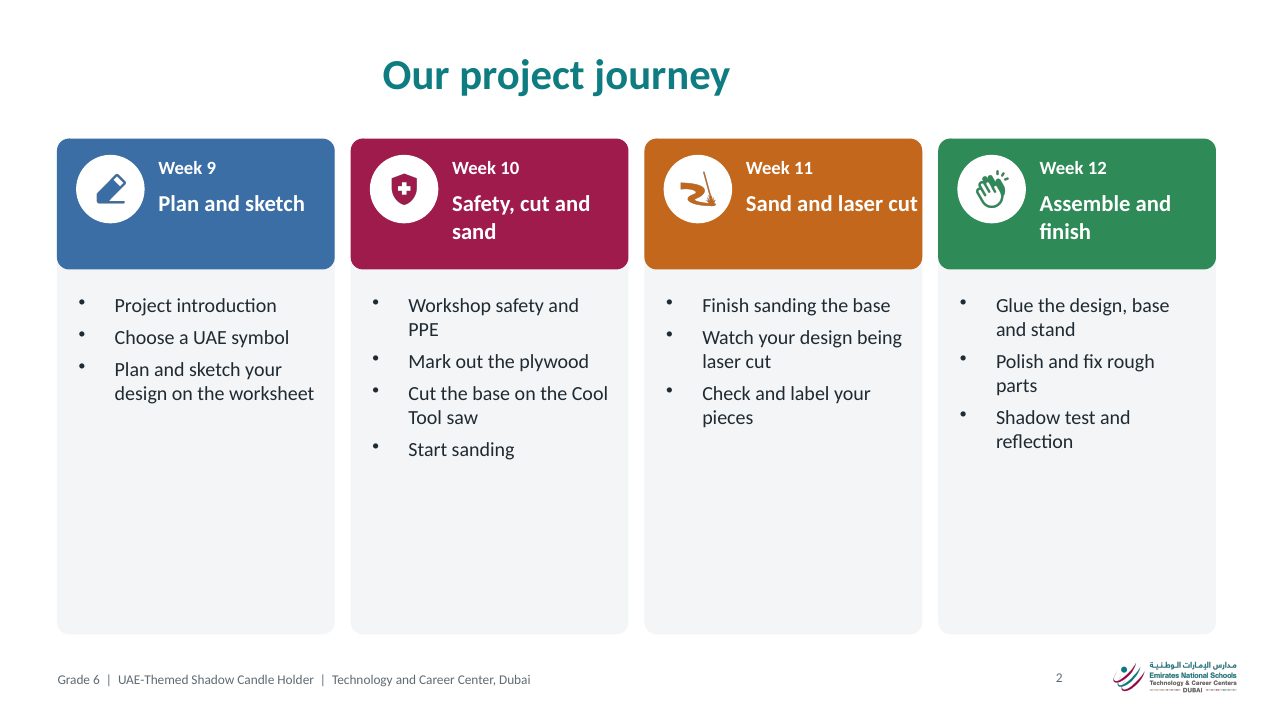 Our project journey
Week 9
Plan and sketch
• Project introduction
• Choose a UAE symbol
• Plan and sketch your
design on the worksheet
Week 10
Safety, cut and
sand
• Workshop safety and
PPE
• Mark out the plywood
• Cut the base on the Cool
Tool saw
• Start sanding
Week 11
Sand and laser cut
• Finish sanding the base
• Watch your design being
laser cut
• Check and label your
pieces
Week 12
Assemble and
finish
• Glue the design, base
and stand
• Polish and fix rough
parts
• Shadow test and
reflection
Grade 6 | UAE-Themed Shadow Candle Holder | Technology and Career Center, Dubai
2
مدارس الإمارات الوطنية
Emirates National Schools
Technology & Career Centers
DUBAI